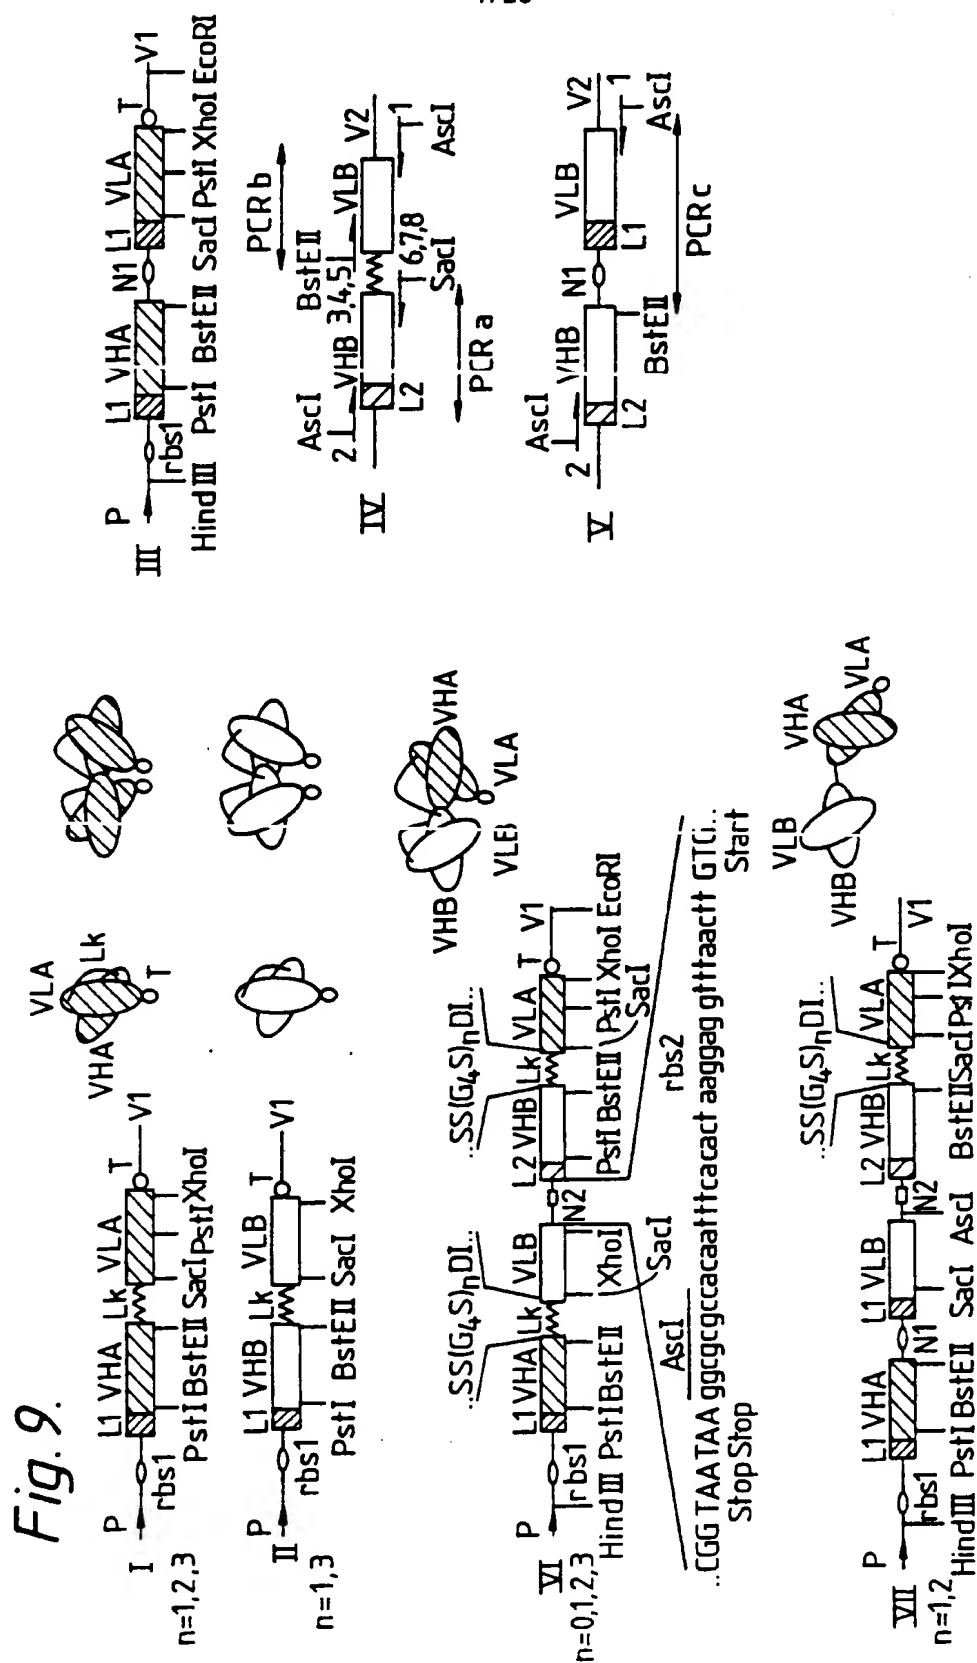 Fig. 9.
P L1 VHA Lk VLA T V1
I rbs1
n=1,2,3 PstI BstEII SacI PstI XhoI
VHA VLA Lk T
P L1 VHB Lk VLB T V1
II rbs1
n=1,3 PstI BstEII SacI XhoI
..SS(G4S)nDI.. ..SS(G4S)nDI..
P L1 VHA Lk VLB L2 VHB Lk VLA T V1
VI rbs1 N2
n=0,1,2,3 HindIII PstI BstEII XhoI PstI BstEII PstI XhoI EcoRI
SacI SacI
VHB VLB VLA VHA
AscI rbs2
..CGG TAA TAA ggcgcgccacaatttcacact aaggag gtttaactt GTG...
Stop Stop Start
..SS(G4S)nDI..
P L1 VHA L1 VLB L2 VHB Lk VLA T V1
VII rbs1 N1 N2
n=1,2 HindIII PstI BstEII SacI AscI BstEII SacI PstI XhoI
VHB VLB VHA VLA
P L1 VHA N1 L1 VLA T V1
III rbs1
HindIII PstI BstEII SacI PstI XhoI EcoRI
PCR b
AscI BstEII
2 VHB 3,4,5 VLB V2
IV L2 6,7,8 1
SacI AscI
PCR a
AscI
2 VHB N1 VLB V2
V L2 L1 1
BstEII AscI
PCR c